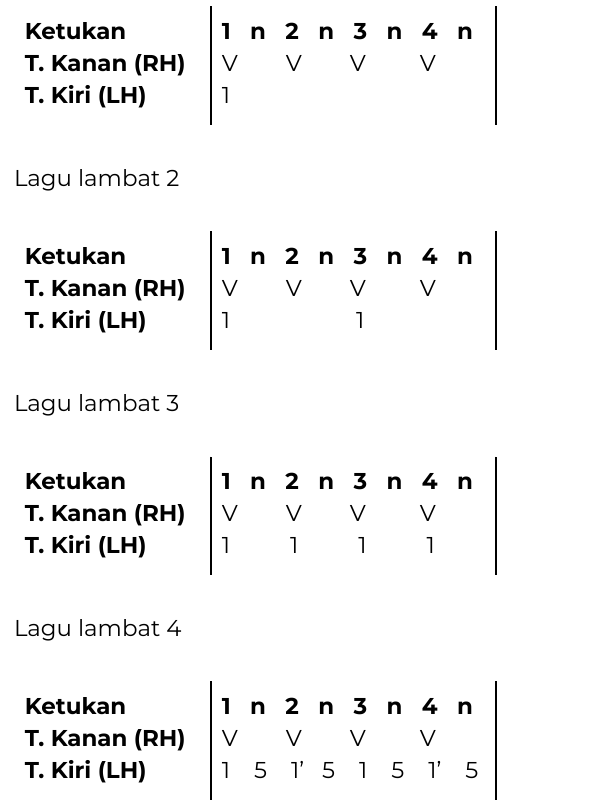 Ketukan 1 n 2 n 3 n 4 n
T. Kanan (RH) V V V V
T. Kiri (LH) 1
Lagu lambat 2
Ketukan 1 n 2 n 3 n 4 n
T. Kanan (RH) V V V V
T. Kiri (LH) 1 1
Lagu lambat 3
Ketukan 1 n 2 n 3 n 4 n
T. Kanan (RH) V V V V
T. Kiri (LH) 1 1 1 1
Lagu lambat 4
Ketukan 1 n 2 n 3 n 4 n
T. Kanan (RH) V V V V
T. Kiri (LH) 1 5 1’ 5 1 5 1’ 5